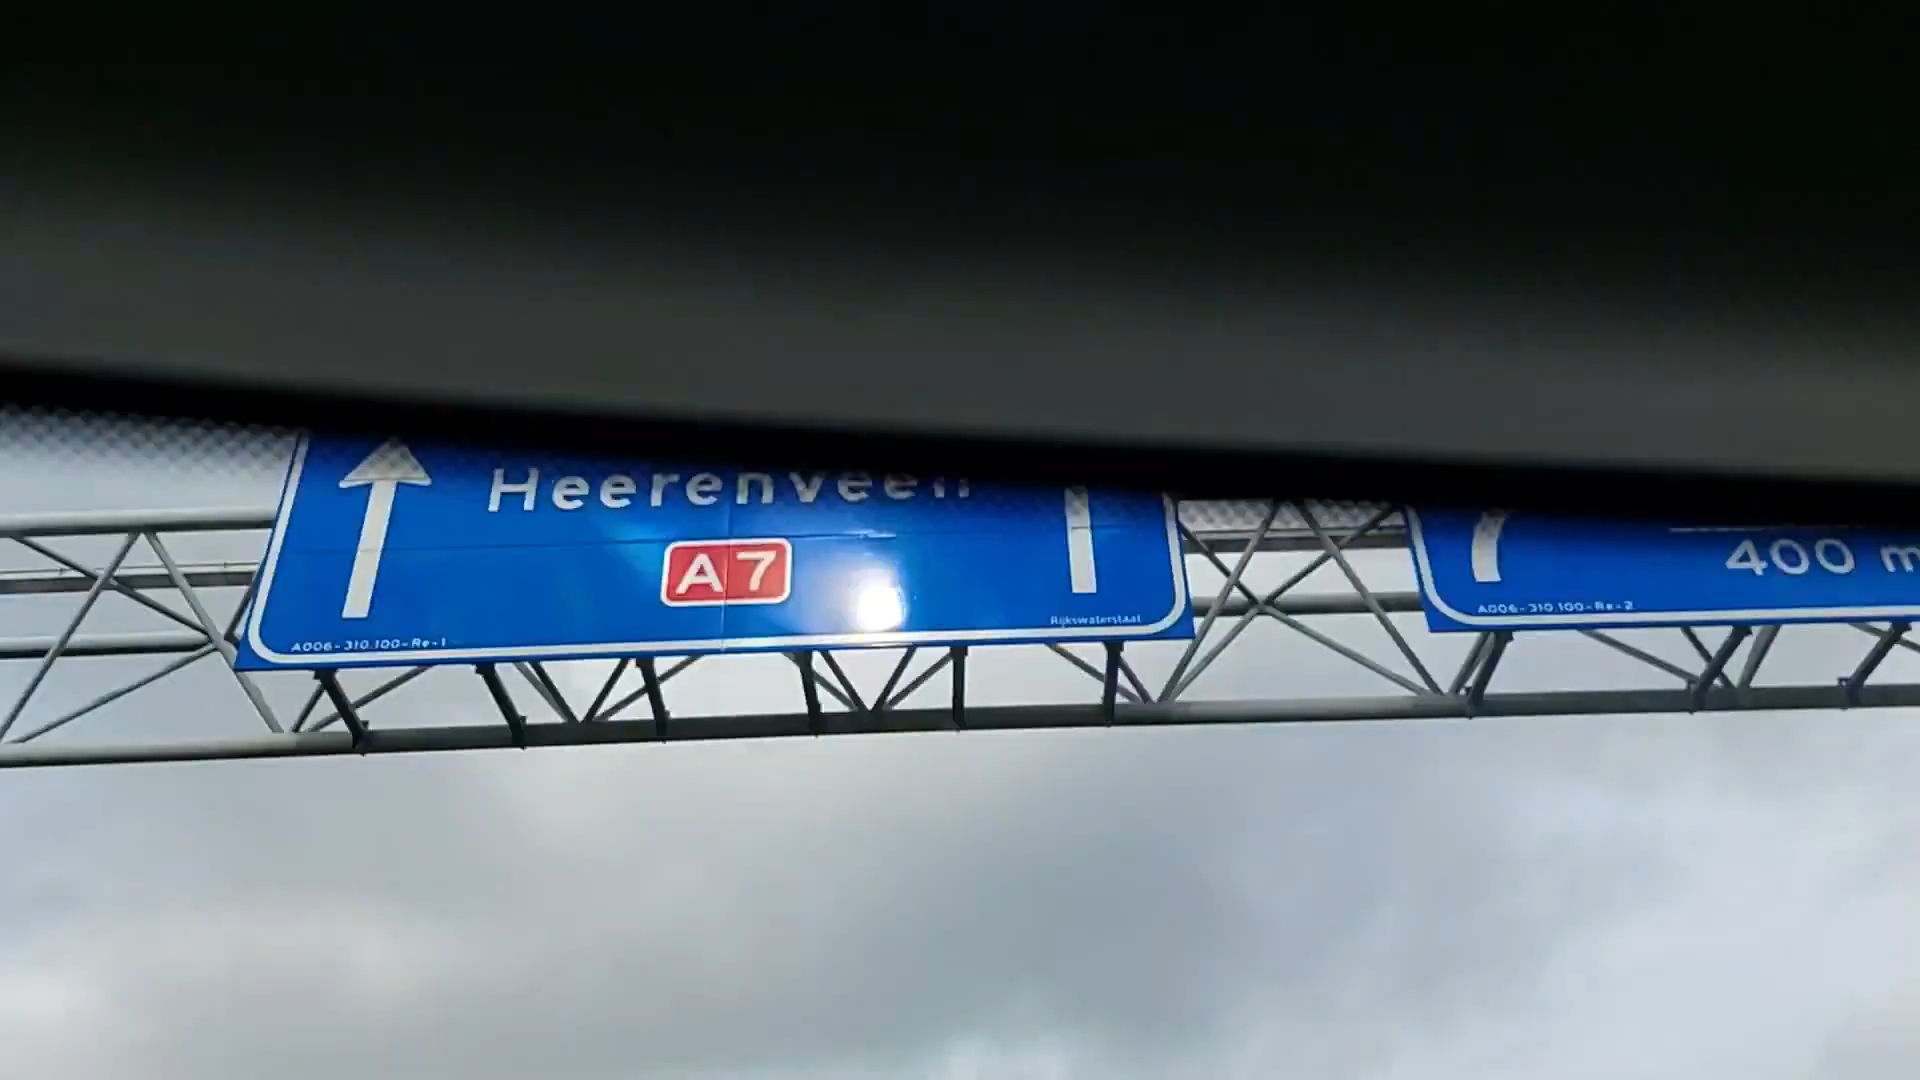 Heerenveen
A7
Rijkswaterstaat
A006-310.100-Re-1
400 m
A006-310.100-Re-2